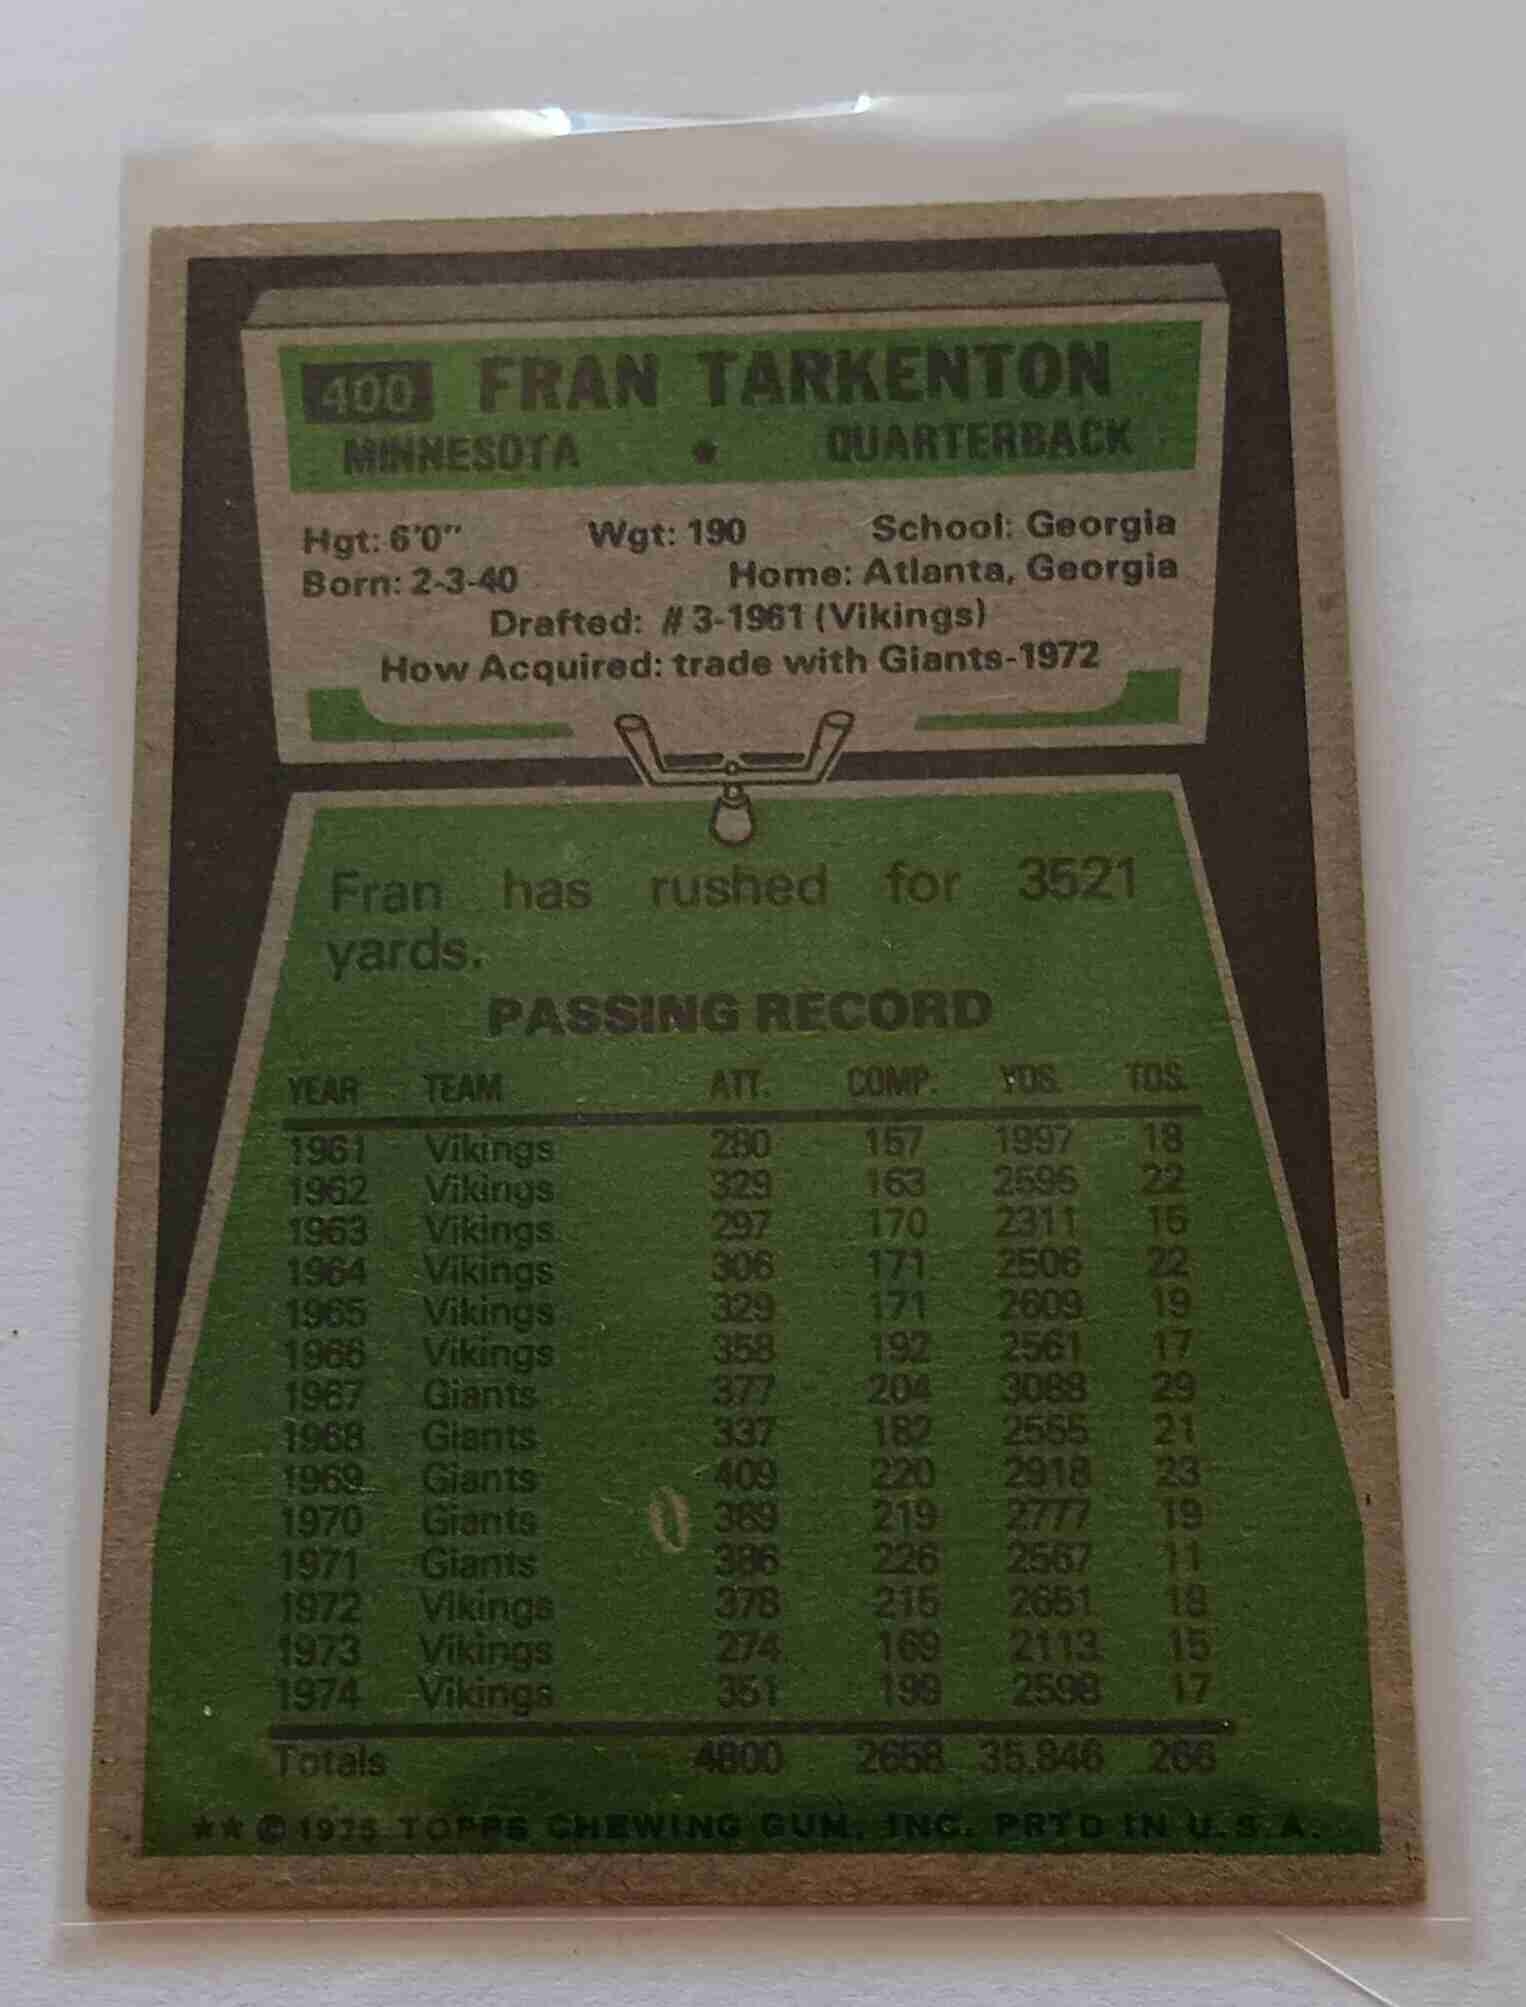 400 FRAN TARKENTON
MINNESOTA ★ QUARTERBACK
Hgt: 6'0" Wgt: 190 School: Georgia
Born: 2-3-40 Home: Atlanta, Georgia
Drafted: #3-1961 (Vikings)
How Acquired: trade with Giants-1972
Fran has rushed for 3521
yards.
PASSING RECORD
YEAR TEAM ATT. COMP. YDS. TDS.
1961 Vikings 280 157 1997 18
1962 Vikings 329 163 2595 22
1963 Vikings 297 170 2311 15
1964 Vikings 306 171 2506 22
1965 Vikings 329 171 2609 19
1966 Vikings 358 192 2561 17
1967 Giants 377 204 3088 29
1968 Giants 337 182 2555 21
1969 Giants 409 220 2918 23
1970 Giants 389 219 2777 19
1971 Giants 386 226 2567 11
1972 Vikings 378 215 2651 18
1973 Vikings 274 169 2113 15
1974 Vikings 351 199 2598 17
Totals 4800 2658 35,846 266
★★ © 1975 TOPPS CHEWING GUM, INC. PRTD IN U.S.A.